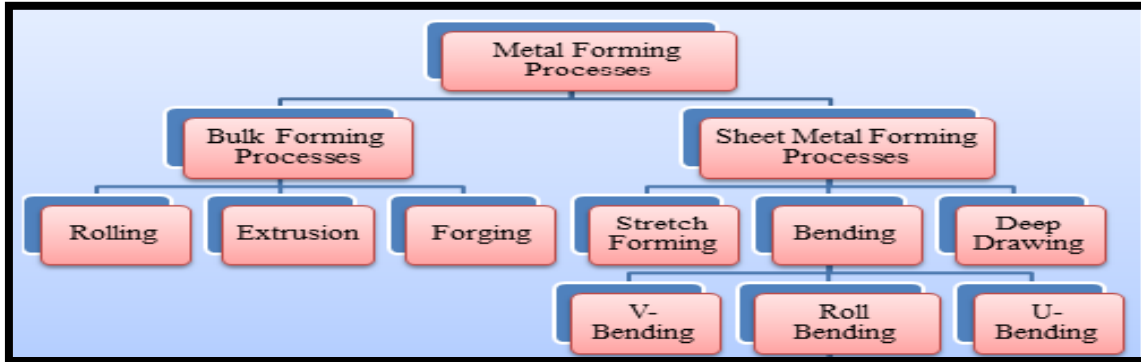 Metal Forming
Processes
Bulk Forming
Processes
Sheet Metal Forming
Processes
Rolling
Extrusion
Forging
Stretch
Forming
Bending
Deep
Drawing
V-
Bending
Roll
Bending
U-
Bending